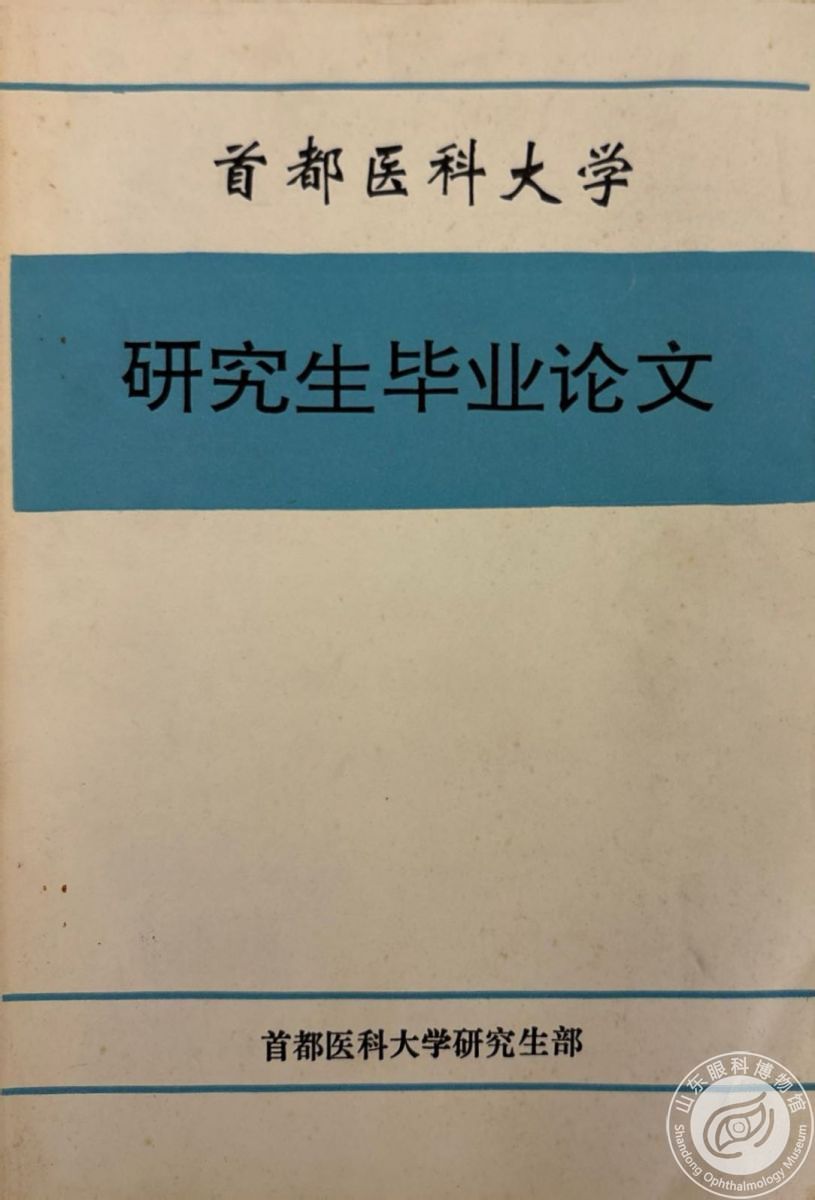 首都医科大学
研究生毕业论文
首都医科大学研究生部
山东眼科博物馆
Shandong Ophthalmology Museum